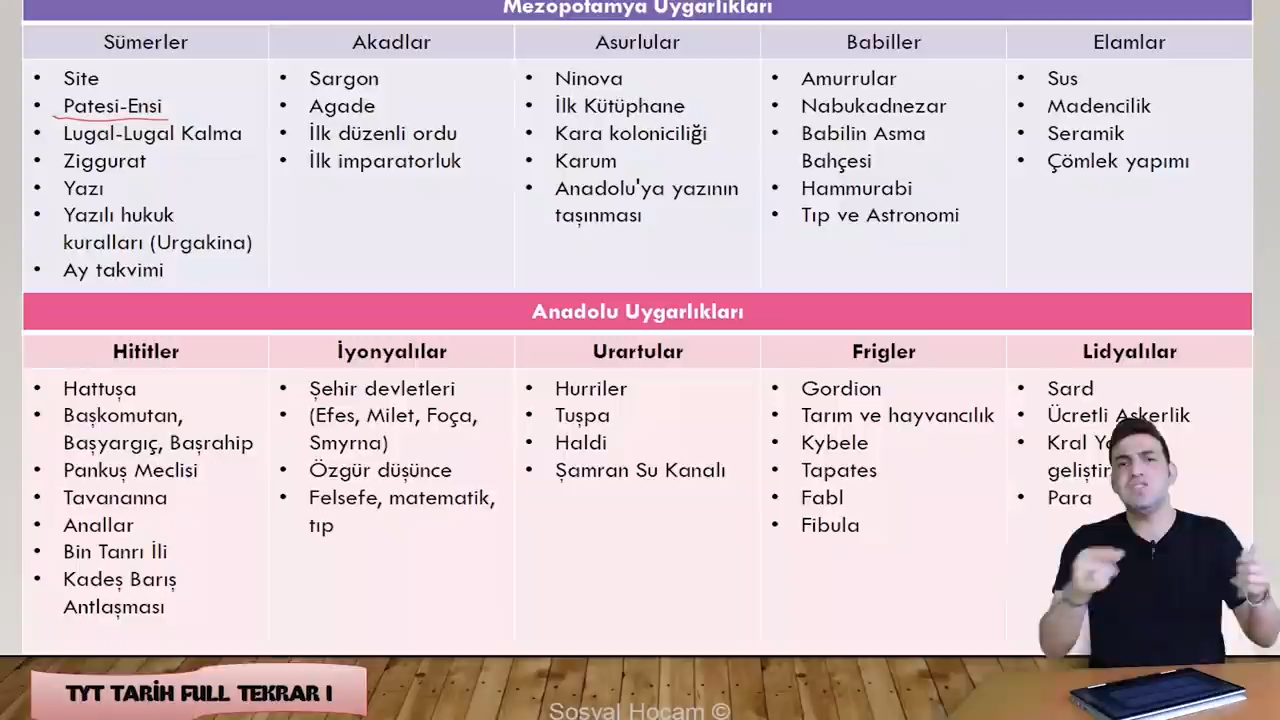 Mezopotamya Uygarlıkları
Sümerler
• Site
• Patesi-Ensi
• Lugal-Lugal Kalma
• Ziggurat
• Yazı
• Yazılı hukuk
kuralları (Urgakina)
• Ay takvimi
Akadlar
• Sargon
• Agade
• İlk düzenli ordu
• İlk imparatorluk
Asurlular
• Ninova
• İlk Kütüphane
• Kara koloniciliği
• Karum
• Anadolu'ya yazının
taşınması
Babiller
• Amurrular
• Nabukadnezar
• Babilin Asma
Bahçesi
• Hammurabi
• Tıp ve Astronomi
Elamlar
• Sus
• Madencilik
• Seramik
• Çömlek yapımı
Anadolu Uygarlıkları
Hititler
• Hattuşa
• Başkomutan,
Başyargıç, Başrahip
• Pankuş Meclisi
• Tavananna
• Anallar
• Bin Tanrı İli
• Kadeş Barış
Antlaşması
İyonyalılar
• Şehir devletleri
• (Efes, Milet, Foça,
Smyrna)
• Özgür düşünce
• Felsefe, matematik,
tıp
Urartular
• Hurriler
• Tuşpa
• Haldi
• Şamran Su Kanalı
Frigler
• Gordion
• Tarım ve hayvancılık
• Kybele
• Tapates
• Fabl
• Fibula
Lidyalılar
• Sard
• Ücretli Askerlik
• Kral
• Para
TYT TARİH FULL TEKRAR I
Sosyal Hocam ©